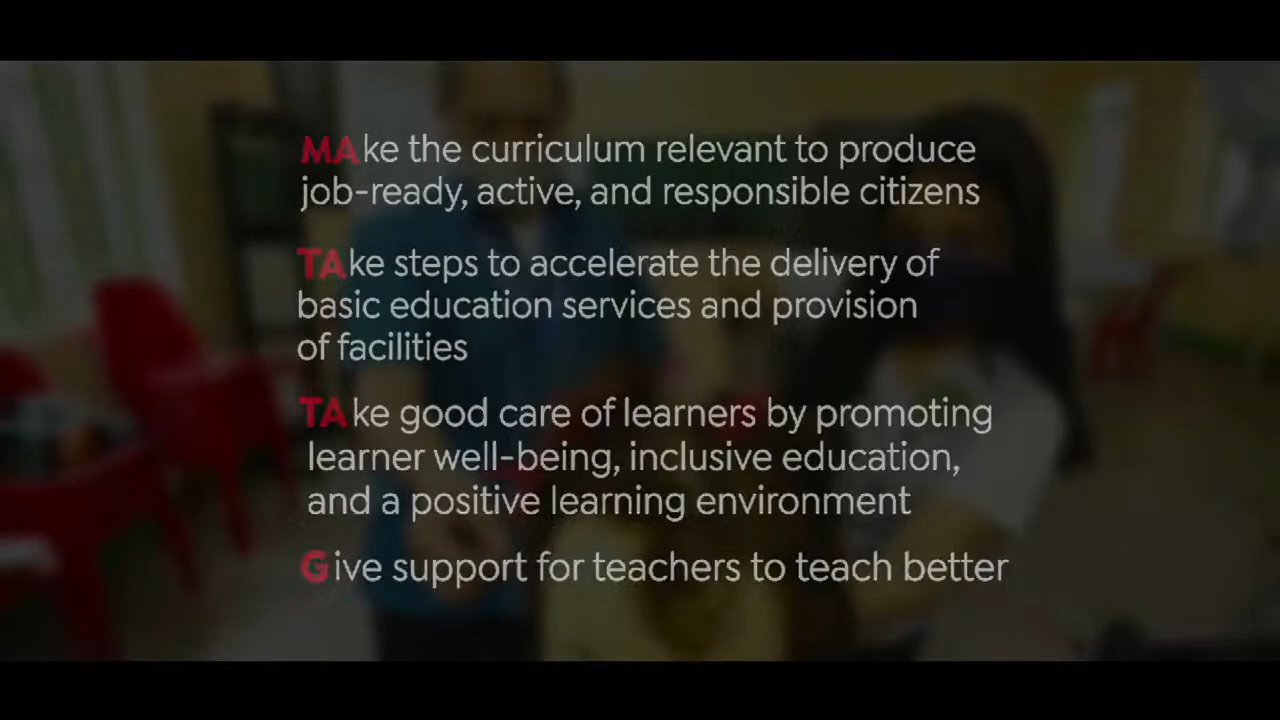 MAke the curriculum relevant to produce
job-ready, active, and responsible citizens
TAke steps to accelerate the delivery of
basic education services and provision
of facilities
TAke good care of learners by promoting
learner well-being, inclusive education,
and a positive learning environment
Give support for teachers to teach better